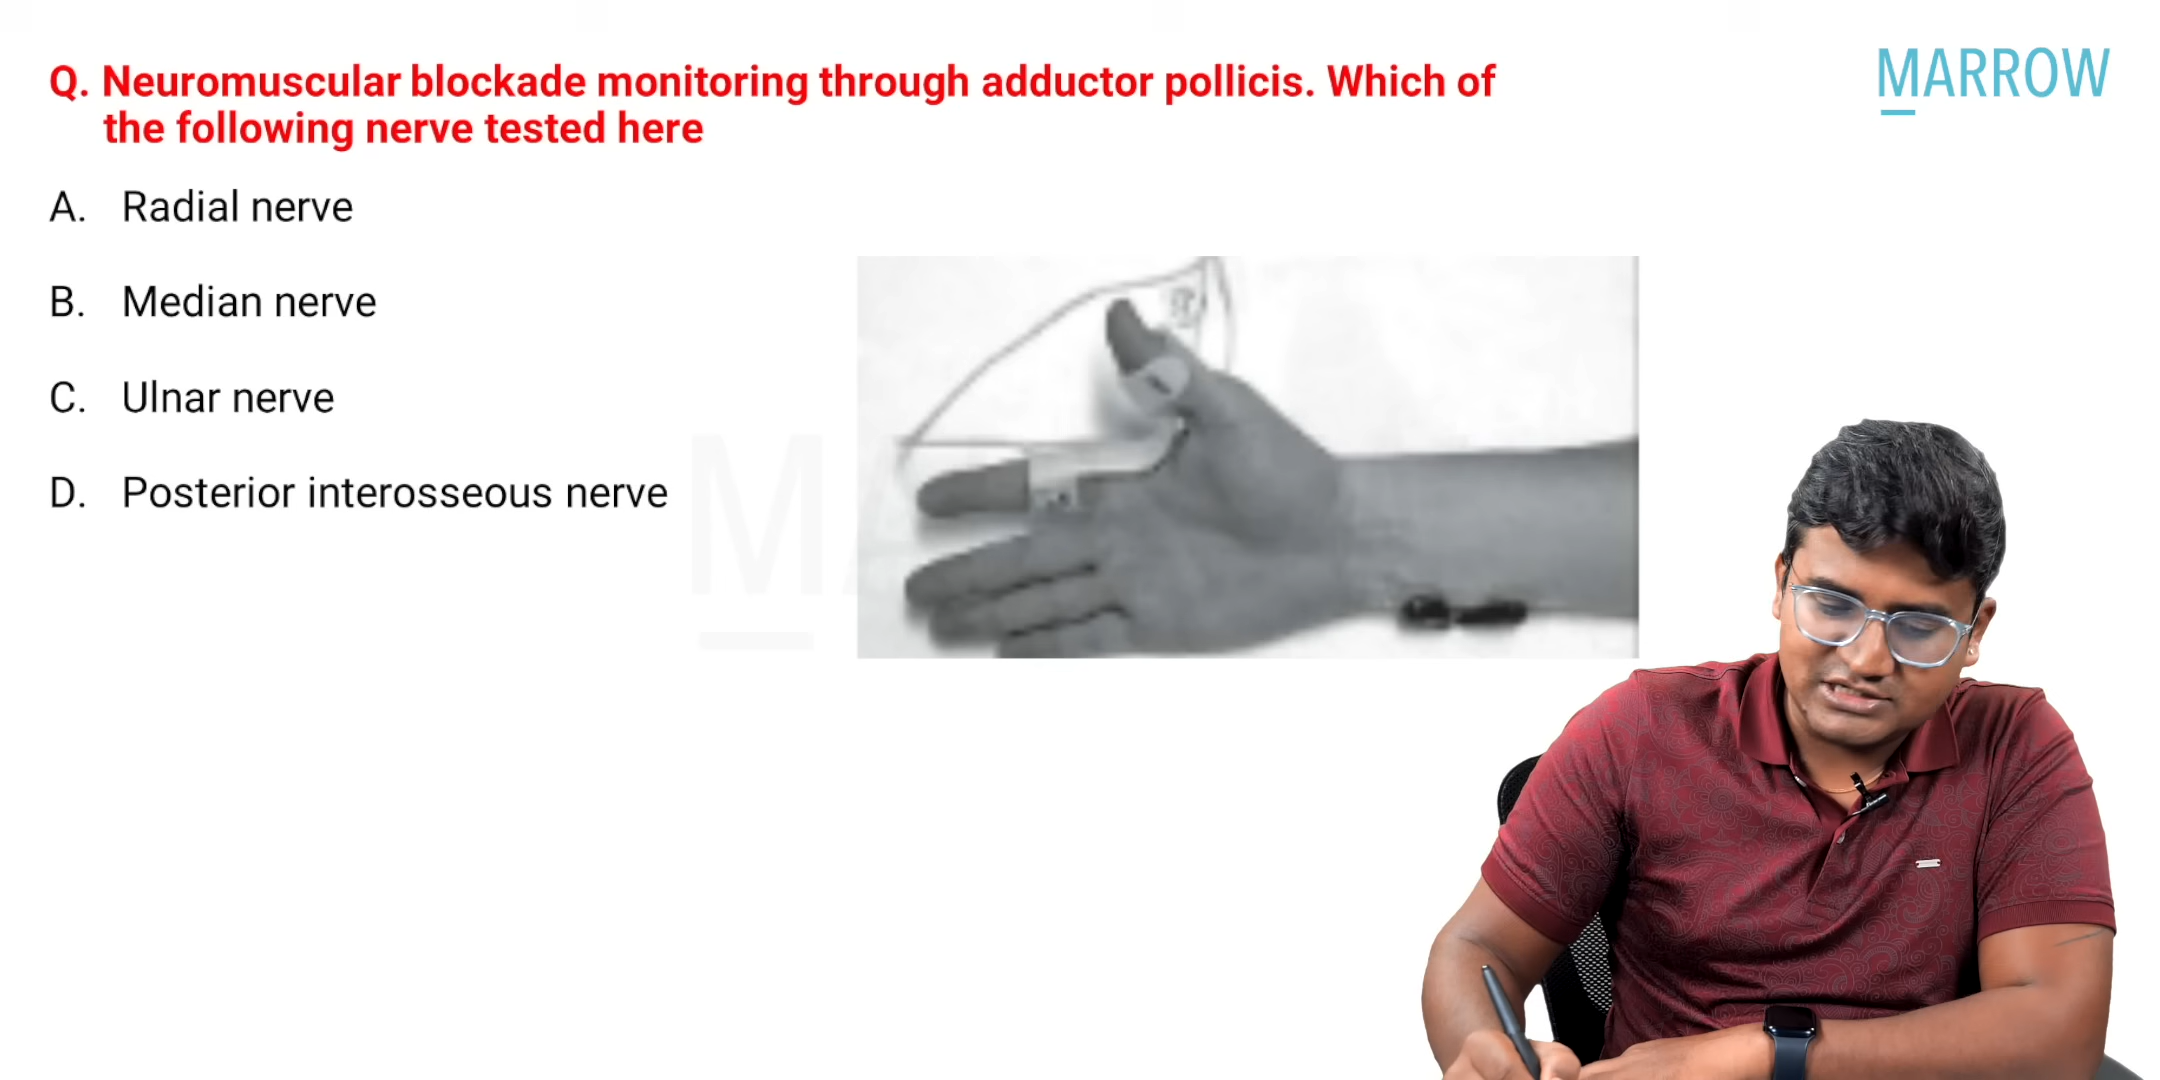 MARROW
Q. Neuromuscular blockade monitoring through adductor pollicis. Which of
the following nerve tested here
A. Radial nerve
B. Median nerve
C. Ulnar nerve
D. Posterior interosseous nerve
MA